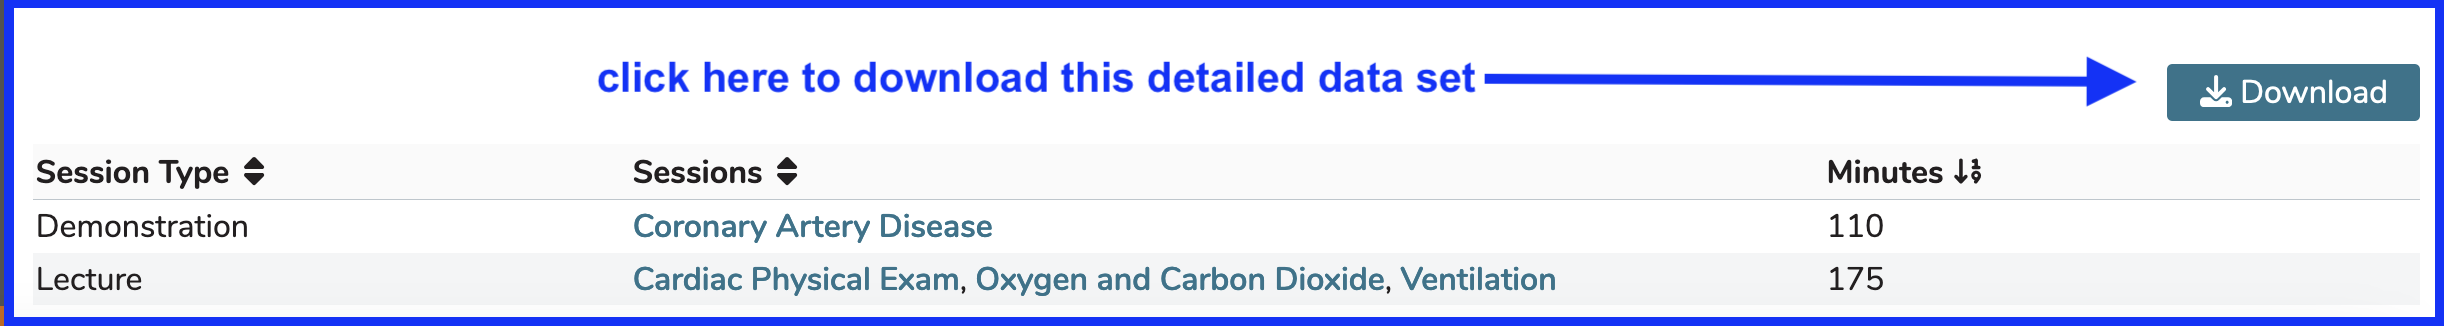 click here to download this detailed data set
Download
Session Type Sessions Minutes
Demonstration Coronary Artery Disease 110
Lecture Cardiac Physical Exam, Oxygen and Carbon Dioxide, Ventilation 175